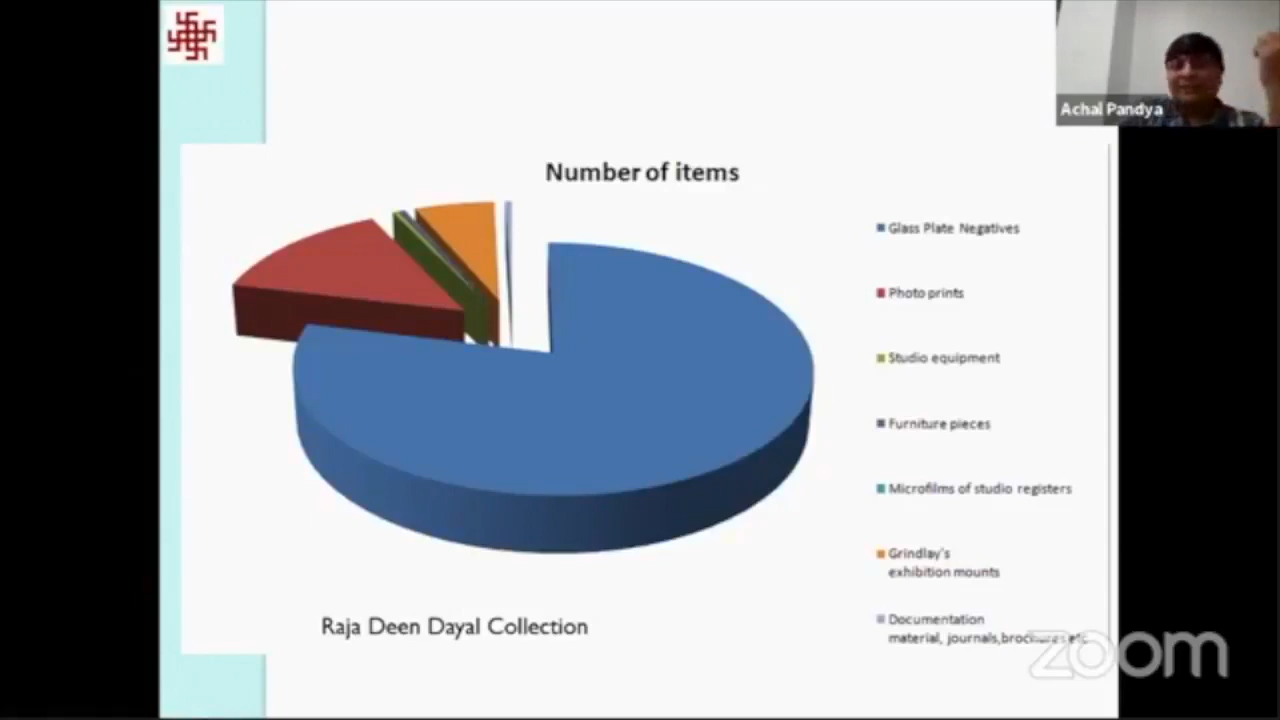 Achal Pandya
Number of items
Glass Plate Negatives
Photo prints
Studio equipment
Furniture pieces
Microfilms of studio registers
Grindlay's
exhibition mounts
Documentation
material, journals,brochures etc
Raja Deen Dayal Collection
zoom